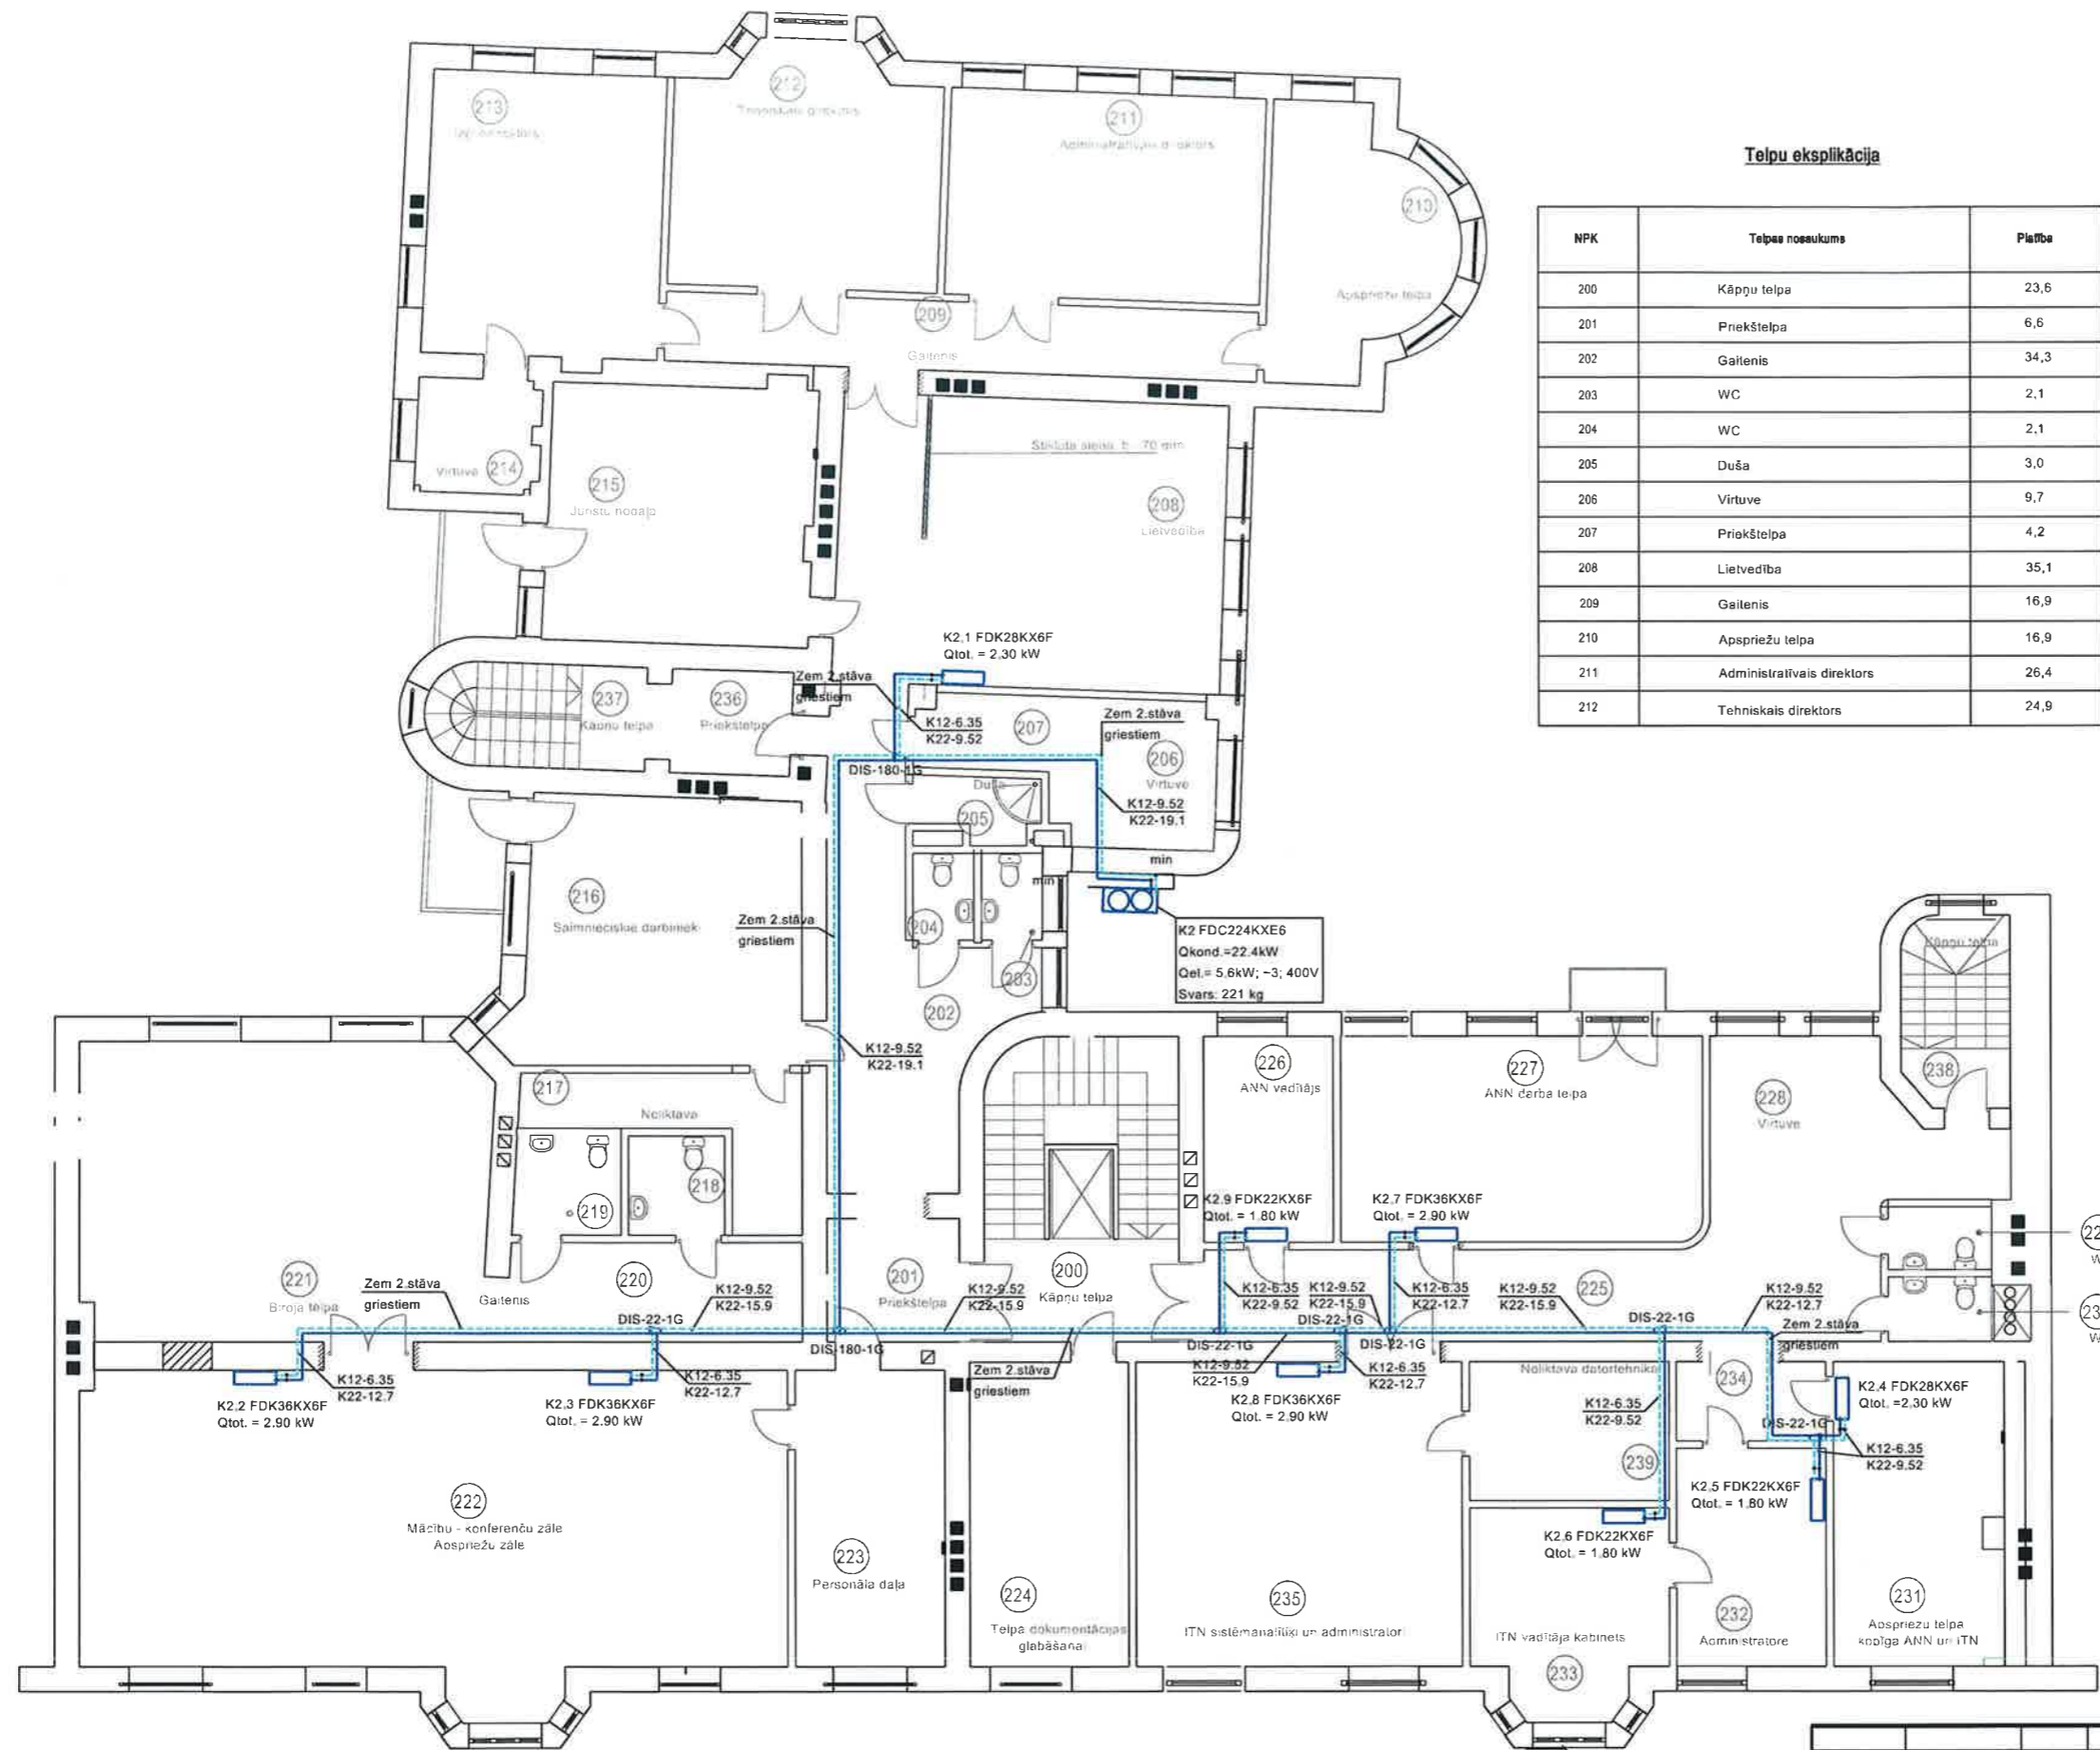 213
212
211
Administratīvais direktors
210
Apspriežu telpa
209
Gaitenis
Virtuve
214
215
Juristu nodaļa
208
Lietvedība
K2.1 FDK28KX6F
Qtot. = 2,30 kW
Zem 2.stāva
griestiem
237
Kāpņu telpa
236
Priekštelpa
K12-6.35
K22-9.52
207
Zem 2.stāva
griestiem
206
Virtuve
DIS-180-1G
Duša
205
K12-9.52
K22-19.1
min
min
204
203
202
216
Zem 2.stāva
griestiem
K2 FDC224KXE6
Qkond.=22.4kW
Qel.= 5.6kW; ~3; 400V
Svars: 221 kg
K12-9.52
K22-19.1
217
Noliktava
218
219
226
ANN vadītājs
227
ANN darba telpa
228
Virtuve
Kāpņu telpa
238
K2.9 FDK22KX6F
Qtot. = 1.80 kW
K2.7 FDK36KX6F
Qtot. = 2.90 kW
221
Biroja telpa
Zem 2.stāva
griestiem
220
Gaitenis
K12-9.52
K22-15.9
DIS-22-1G
201
Priekštelpa
200
Kāpņu telpa
K12-9.52
K22-15.9
DIS-180-1G
K12-6.35
K22-9.52
K12-9.52
K22-15.9
DIS-22-1G
K12-6.35
K22-12.7
K12-9.52
K22-15.9
225
DIS-22-1G
K12-9.52
K22-12.7
Zem 2.stāva
griestiem
DIS-22-1G
DIS-22-1G
K12-9.52
K22-15.9
K12-6.35
K22-12.7
Zem 2.stāva
griestiem
K12-6.35
K22-12.7
K2.2 FDK36KX6F
Qtot. = 2.90 kW
K12-6.35
K22-12.7
K2.3 FDK36KX6F
Qtot. = 2.90 kW
K2.8 FDK36KX6F
Qtot. = 2.90 kW
Noliktava datortehnikai
234
K12-6.35
K22-9.52
239
K2.4 FDK28KX6F
Qtot. =2.30 kW
DIS-22-1G
K12-6.35
K22-9.52
K2.5 FDK22KX6F
Qtot. = 1.80 kW
K2.6 FDK22KX6F
Qtot. = 1.80 kW
222
Mācību - konferenču zāle
Apspriežu zāle
223
Personāla daļa
224
Telpa dokumentācijas
glabāšanai
235
ITN sistēmanalītiķi un administratori
ITN vadītāja kabinets
233
232
Administratore
231
Apspriežu telpa
kopīga ANN un ITN
Telpu eksplikācija
NPK Telpas nosaukums Platība
200 Kāpņu telpa 23,6
201 Priekštelpa 6,6
202 Gaitenis 34,3
203 WC 2,1
204 WC 2,1
205 Duša 3,0
206 Virtuve 9,7
207 Priekštelpa 4,2
208 Lietvedība 35,1
209 Gaitenis 16,9
210 Apspriežu telpa 16,9
211 Administratīvais direktors 26,4
212 Tehniskais direktors 24,9